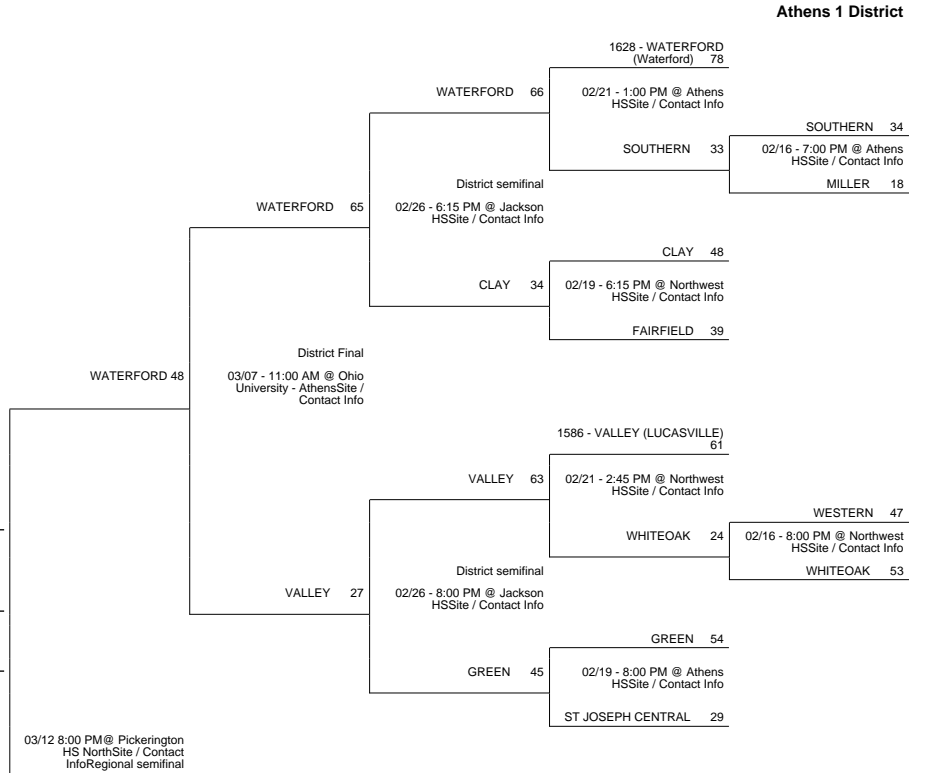 Athens 1 District
1628 - WATERFORD
(Waterford) 78
WATERFORD 66
02/21 - 1:00 PM @ Athens
HSSite / Contact Info
SOUTHERN 34
SOUTHERN 33
02/16 - 7:00 PM @ Athens
HSSite / Contact Info
MILLER 18
District semifinal
WATERFORD 65
02/26 - 6:15 PM @ Jackson
HSSite / Contact Info
CLAY 48
CLAY 34
02/19 - 6:15 PM @ Northwest
HSSite / Contact Info
FAIRFIELD 39
District Final
WATERFORD 48
03/07 - 11:00 AM @ Ohio
University - AthensSite /
Contact Info
1586 - VALLEY (LUCASVILLE)
61
VALLEY 63
02/21 - 2:45 PM @ Northwest
HSSite / Contact Info
WESTERN 47
WHITEOAK 24
02/16 - 8:00 PM @ Northwest
HSSite / Contact Info
WHITEOAK 53
District semifinal
VALLEY 27
02/26 - 8:00 PM @ Jackson
HSSite / Contact Info
GREEN 54
GREEN 45
02/19 - 8:00 PM @ Athens
HSSite / Contact Info
ST JOSEPH CENTRAL 29
03/12 8:00 PM@ Pickerington
HS NorthSite / Contact
InfoRegional semifinal